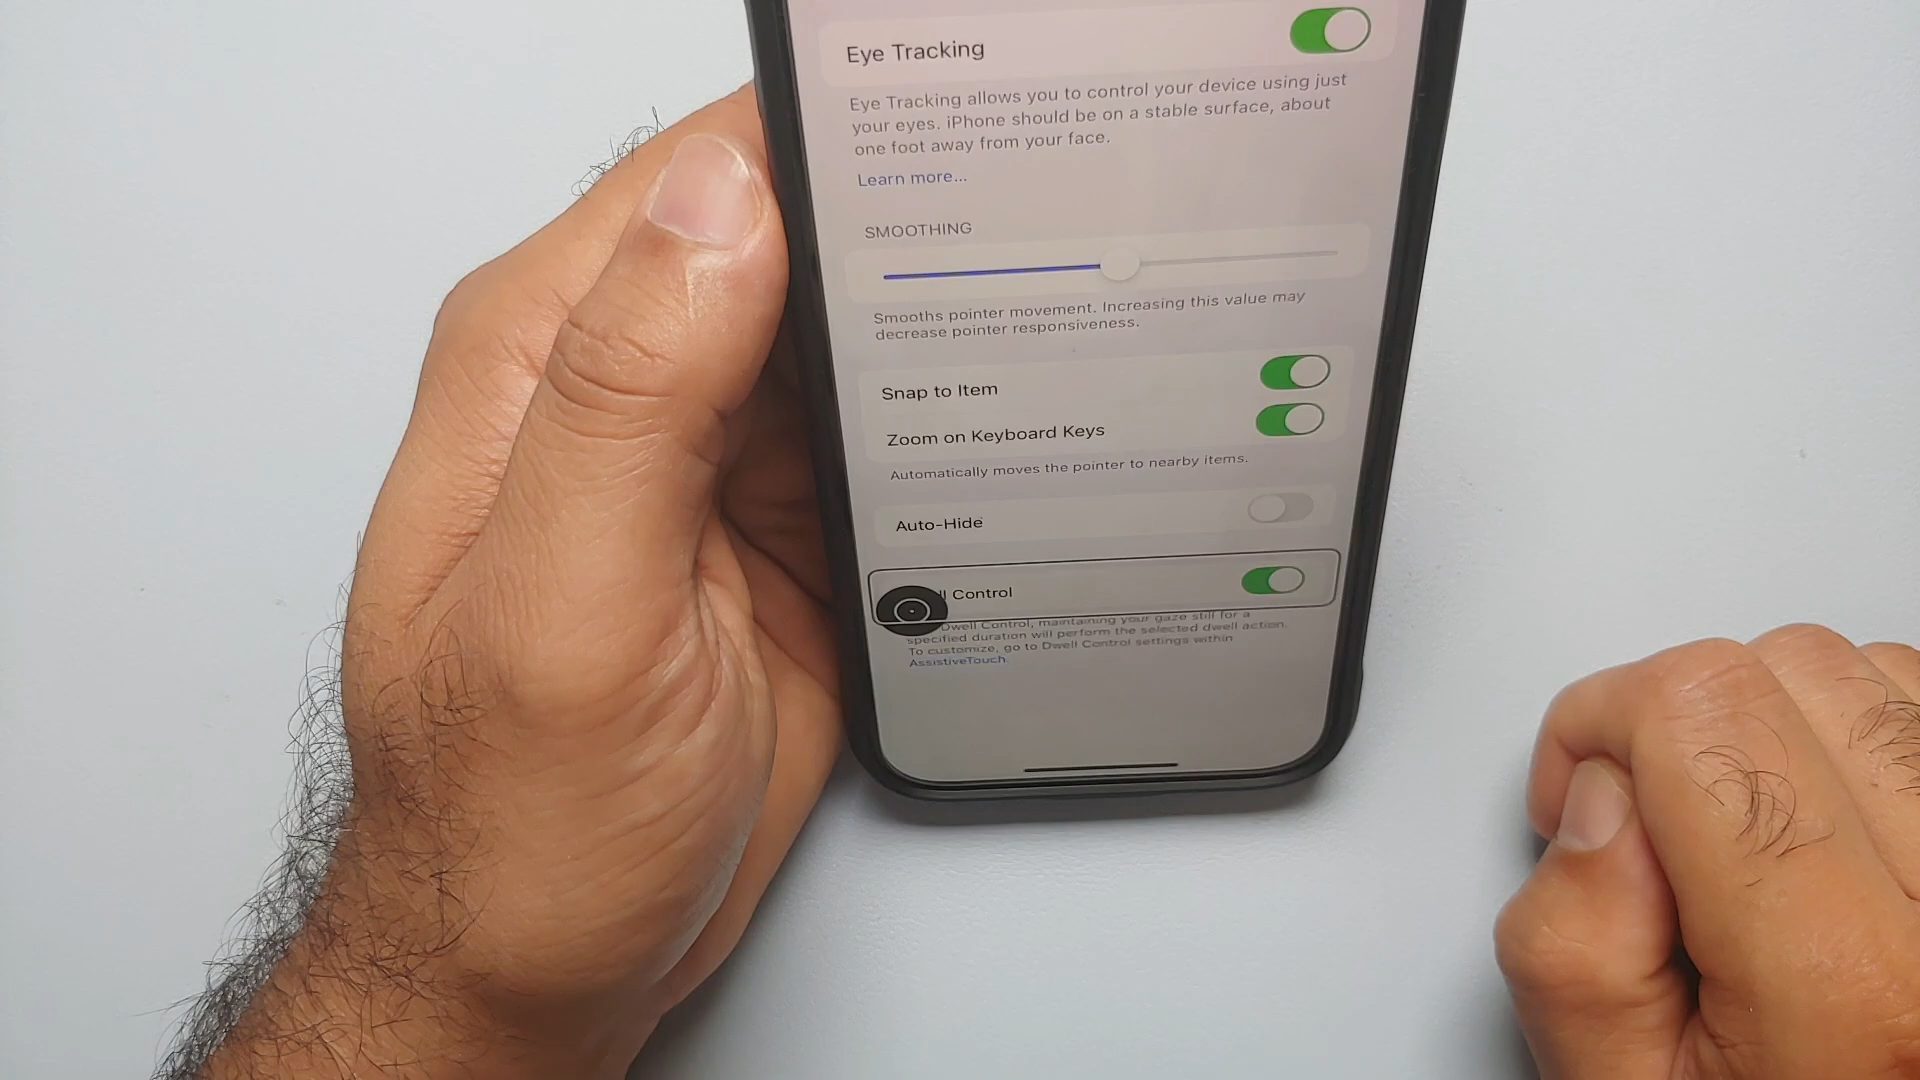 Eye Tracking
Eye Tracking allows you to control your device using just
your eyes. iPhone should be on a stable surface, about
one foot away from your face.
Learn more...
SMOOTHING
Smooths pointer movement. Increasing this value may
decrease pointer responsiveness.
Snap to Item
Zoom on Keyboard Keys
Automatically moves the pointer to nearby items.
Auto-Hide
ll Control
Dwell Control, maintaining your gaze still for a
specified duration will perform the selected dwell action.
To customize, go to Dwell Control settings within
AssistiveTouch.